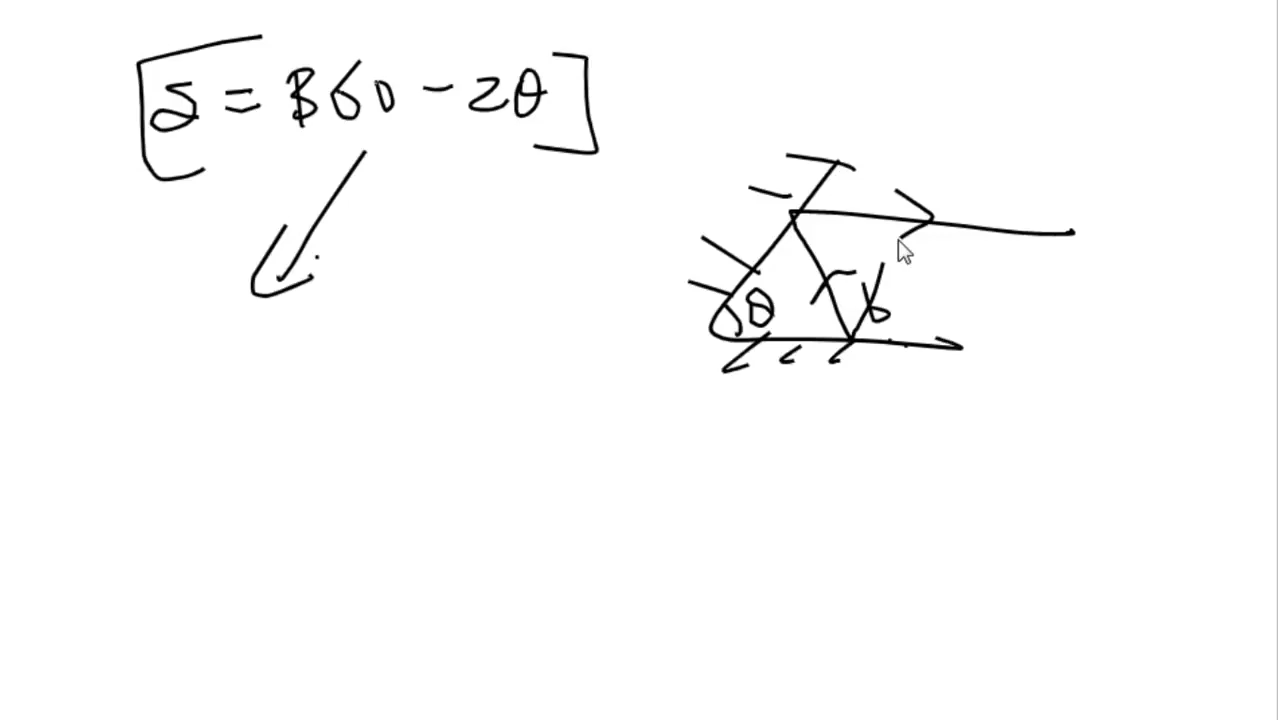 δ = 360 - 2θ
θ